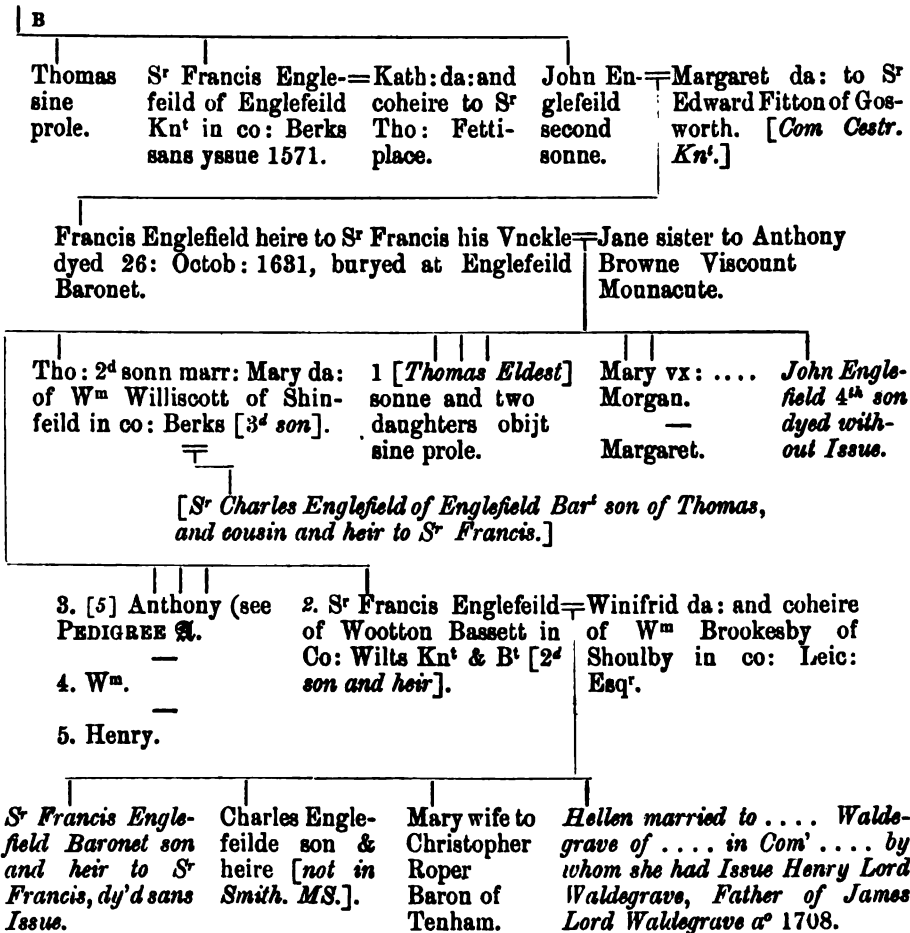 B
Thomas
sine
prole.
Sʳ Francis Engle-
feild of Englefeild
Knᵗ in co: Berks
sans yssue 1571.
=Kath: da: and
coheire to Sʳ
Tho: Fetti-
place.
John En-
glefeild
second
sonne.
=Margaret da: to Sʳ
Edward Fitton of Gos-
worth. [Com Cestr.
Knᵗ.]
Francis Englefield heire to Sʳ Francis his Vnckle
dyed 26: Octob: 1631, buryed at Englefeild
Baronet.
=Jane sister to Anthony
Browne Viscount
Mounacute.
Tho: 2ᵈ sonn marr: Mary da:
of Wᵐ Williscott of Shin-
feild in co: Berks [3ᵈ son].
1 [Thomas Eldest]
sonne and two
daughters obijt
sine prole.
Mary vx: ....
Morgan.
—
Margaret.
John Engle-
field 4ᵗʰ son
dyed with-
out Issue.
[Sʳ Charles Englefield of Englefield Barᵗ son of Thomas,
and cousin and heir to Sʳ Francis.]
3. [5] Anthony (see
PEDIGREE 𝕬.
—
4. Wᵐ.
—
5. Henry.
2. Sʳ Francis Englefeild
of Wootton Bassett in
Co: Wilts Knᵗ & Bᵗ [2ᵈ
son and heir].
=Winifrid da: and coheire
of Wᵐ Brookesby of
Shoulby in co: Leic:
Esqʳ.
Sʳ Francis Engle-
field Baronet son
and heir to Sʳ
Francis, dy'd sans
Issue.
Charles Engle-
feilde son &
heire [not in
Smith. MS.].
Mary wife to
Christopher
Roper
Baron of
Tenham.
Hellen married to .... Walde-
grave of .... in Com' .... by
whom she had Issue Henry Lord
Waldegrave, Father of James
Lord Waldegrave aᵒ 1708.